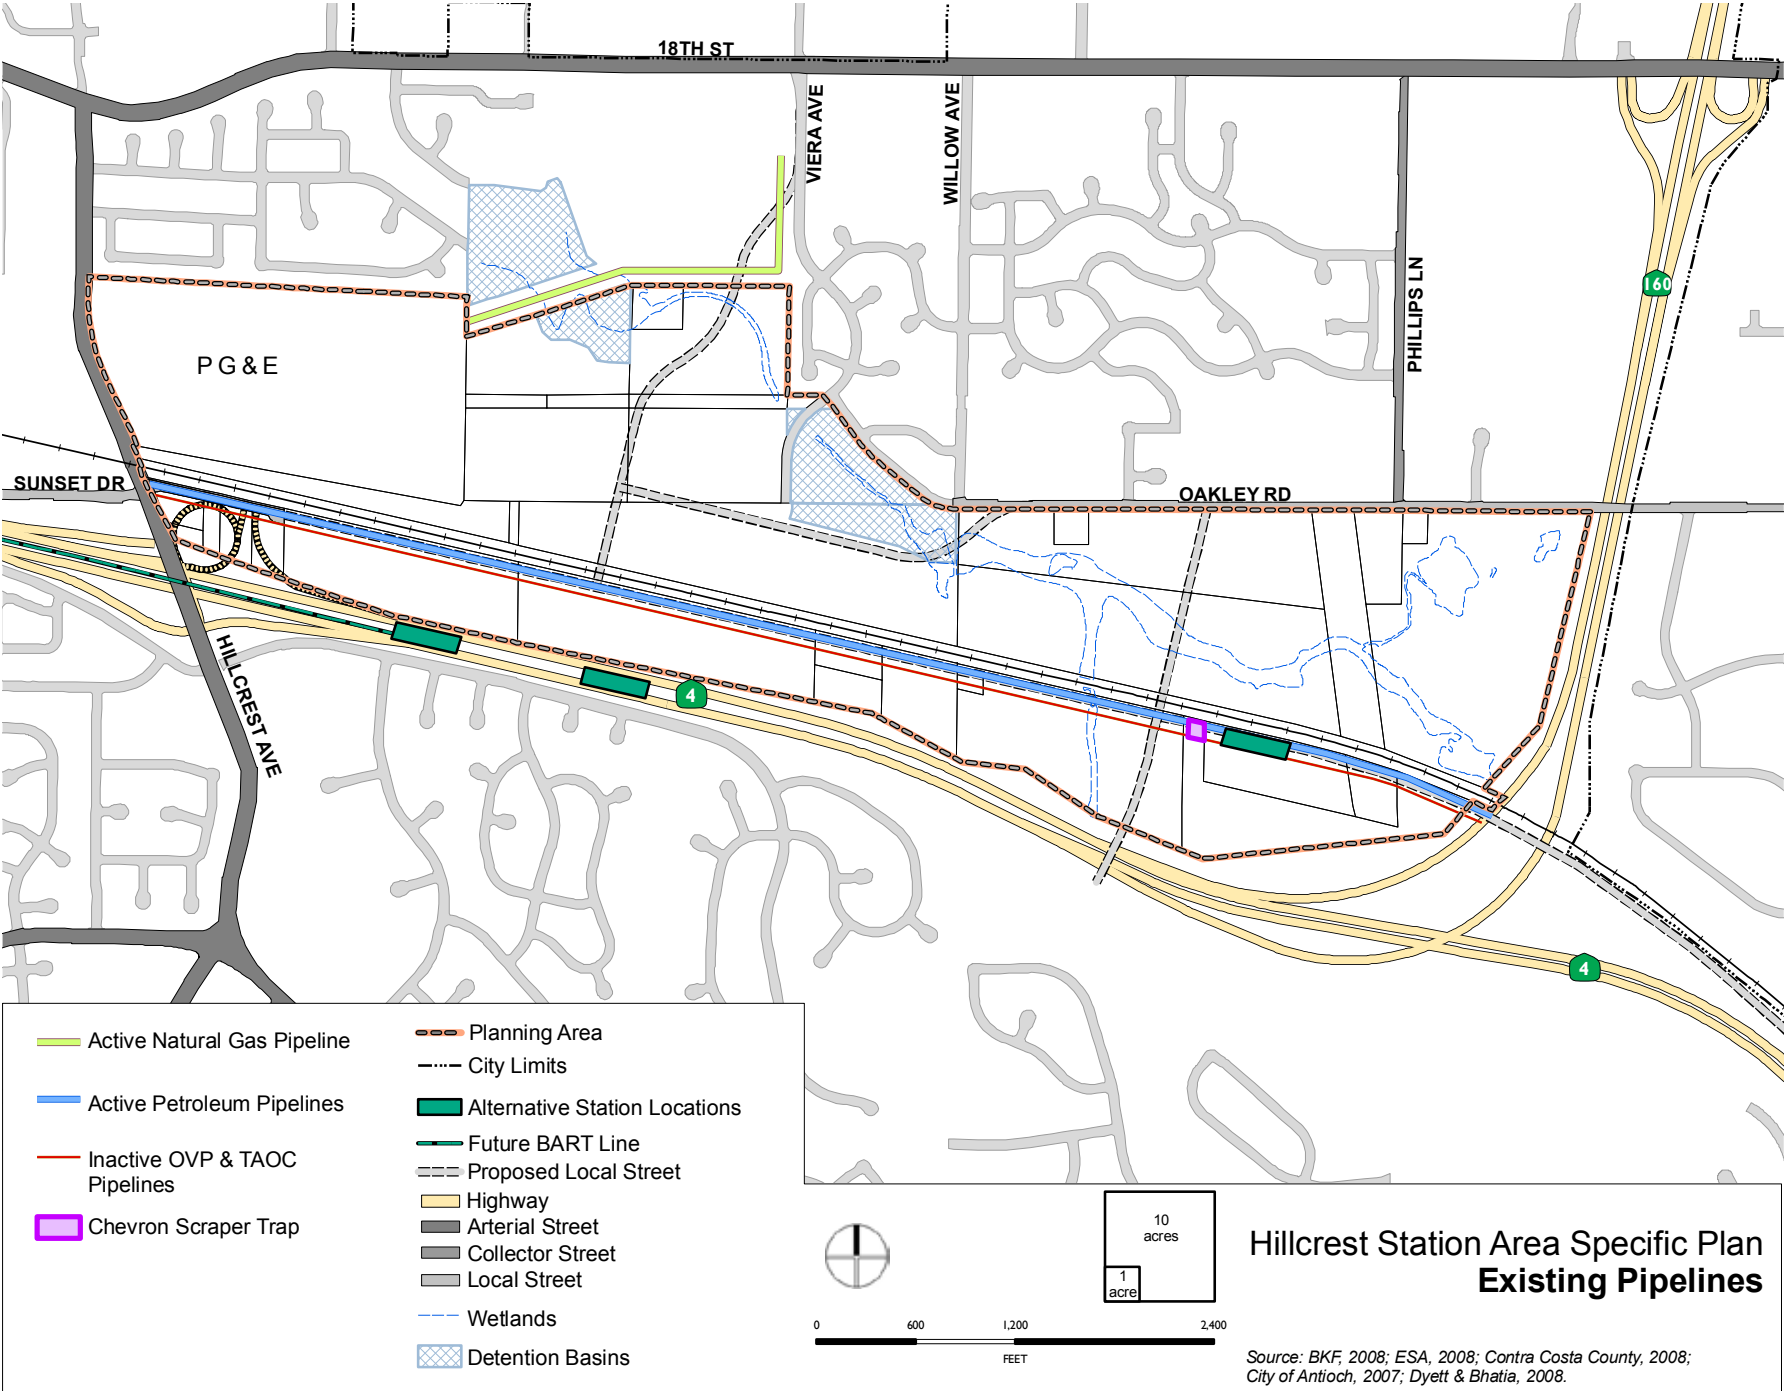 18TH ST
VIERA AVE
WILLOW AVE
PHILLIPS LN
160
PG&E
SUNSET DR
OAKLEY RD
HILLCREST AVE
4
4
Active Natural Gas Pipeline
Active Petroleum Pipelines
Inactive OVP & TAOC
Pipelines
Chevron Scraper Trap
Planning Area
City Limits
Alternative Station Locations
Future BART Line
Proposed Local Street
Highway
Arterial Street
Collector Street
Local Street
Wetlands
Detention Basins
10
acres
1
acre
0 600 1,200 2,400
FEET
Hillcrest Station Area Specific Plan
Existing Pipelines
Source: BKF, 2008; ESA, 2008; Contra Costa County, 2008;
City of Antioch, 2007; Dyett & Bhatia, 2008.